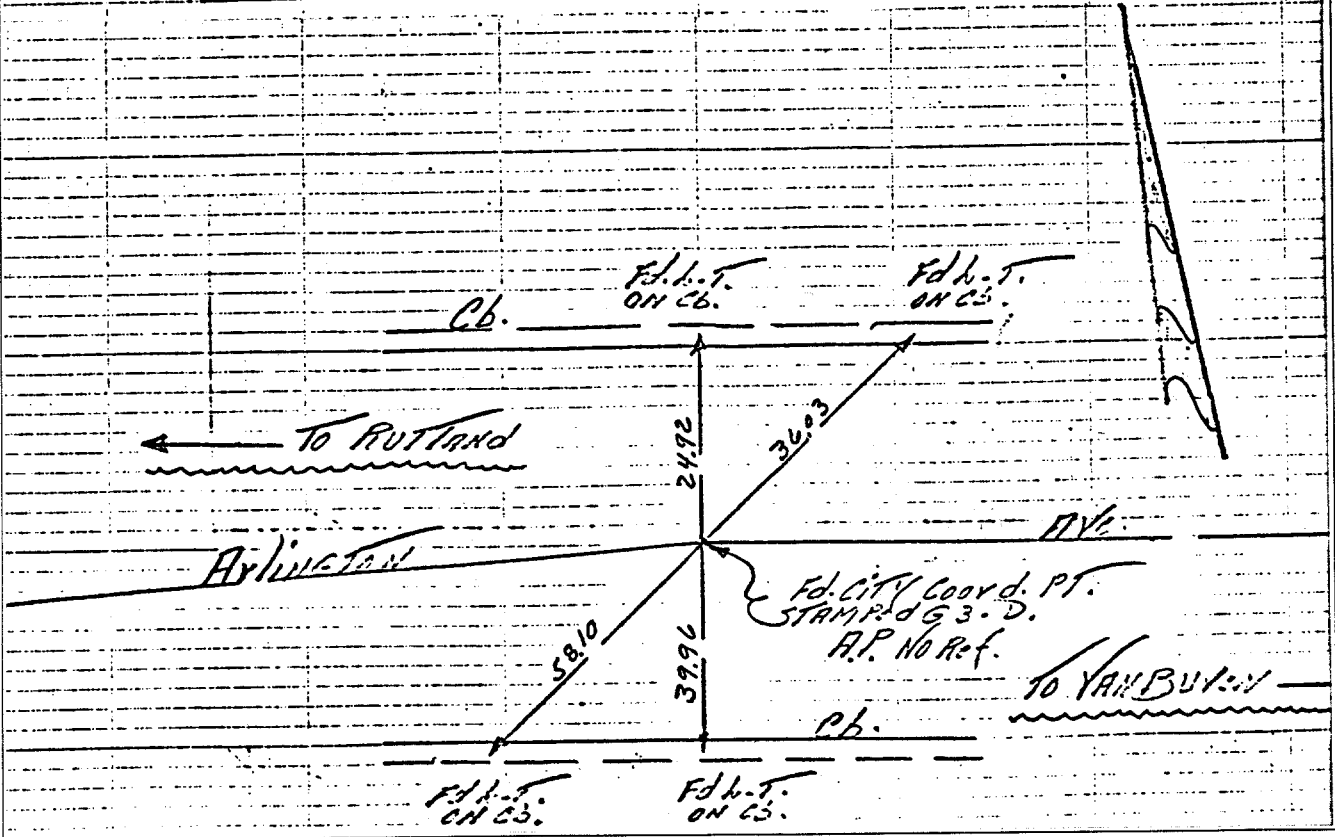 Fd. L.T.
ON Cb.
Fd L.T.
ON Cb.
Cb.
TO RUTTAND
24.92
36.03
Arlington
AVE.
Fd. CITY Coord. PT.
STAMPEd G 3-D.
A.P. NO Ref.
58.10
39.96
TO VAN BUREN
Cb.
Fd L.T.
ON Cb.
Fd L.T.
ON Cb.